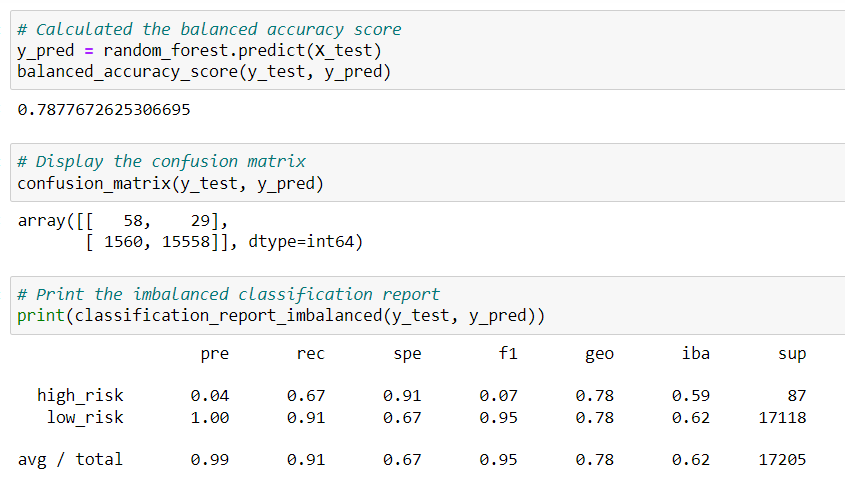 # Calculated the balanced accuracy score
y_pred = random_forest.predict(X_test)
balanced_accuracy_score(y_test, y_pred)
0.7877672625306695
# Display the confusion matrix
confusion_matrix(y_test, y_pred)
array([[   58,    29],
       [ 1560, 15558]], dtype=int64)
# Print the imbalanced classification report
print(classification_report_imbalanced(y_test, y_pred))
                   pre       rec       spe        f1       geo       iba       sup
  high_risk       0.04      0.67      0.91      0.07      0.78      0.59        87
   low_risk       1.00      0.91      0.67      0.95      0.78      0.62     17118
avg / total       0.99      0.91      0.67      0.95      0.78      0.62     17205